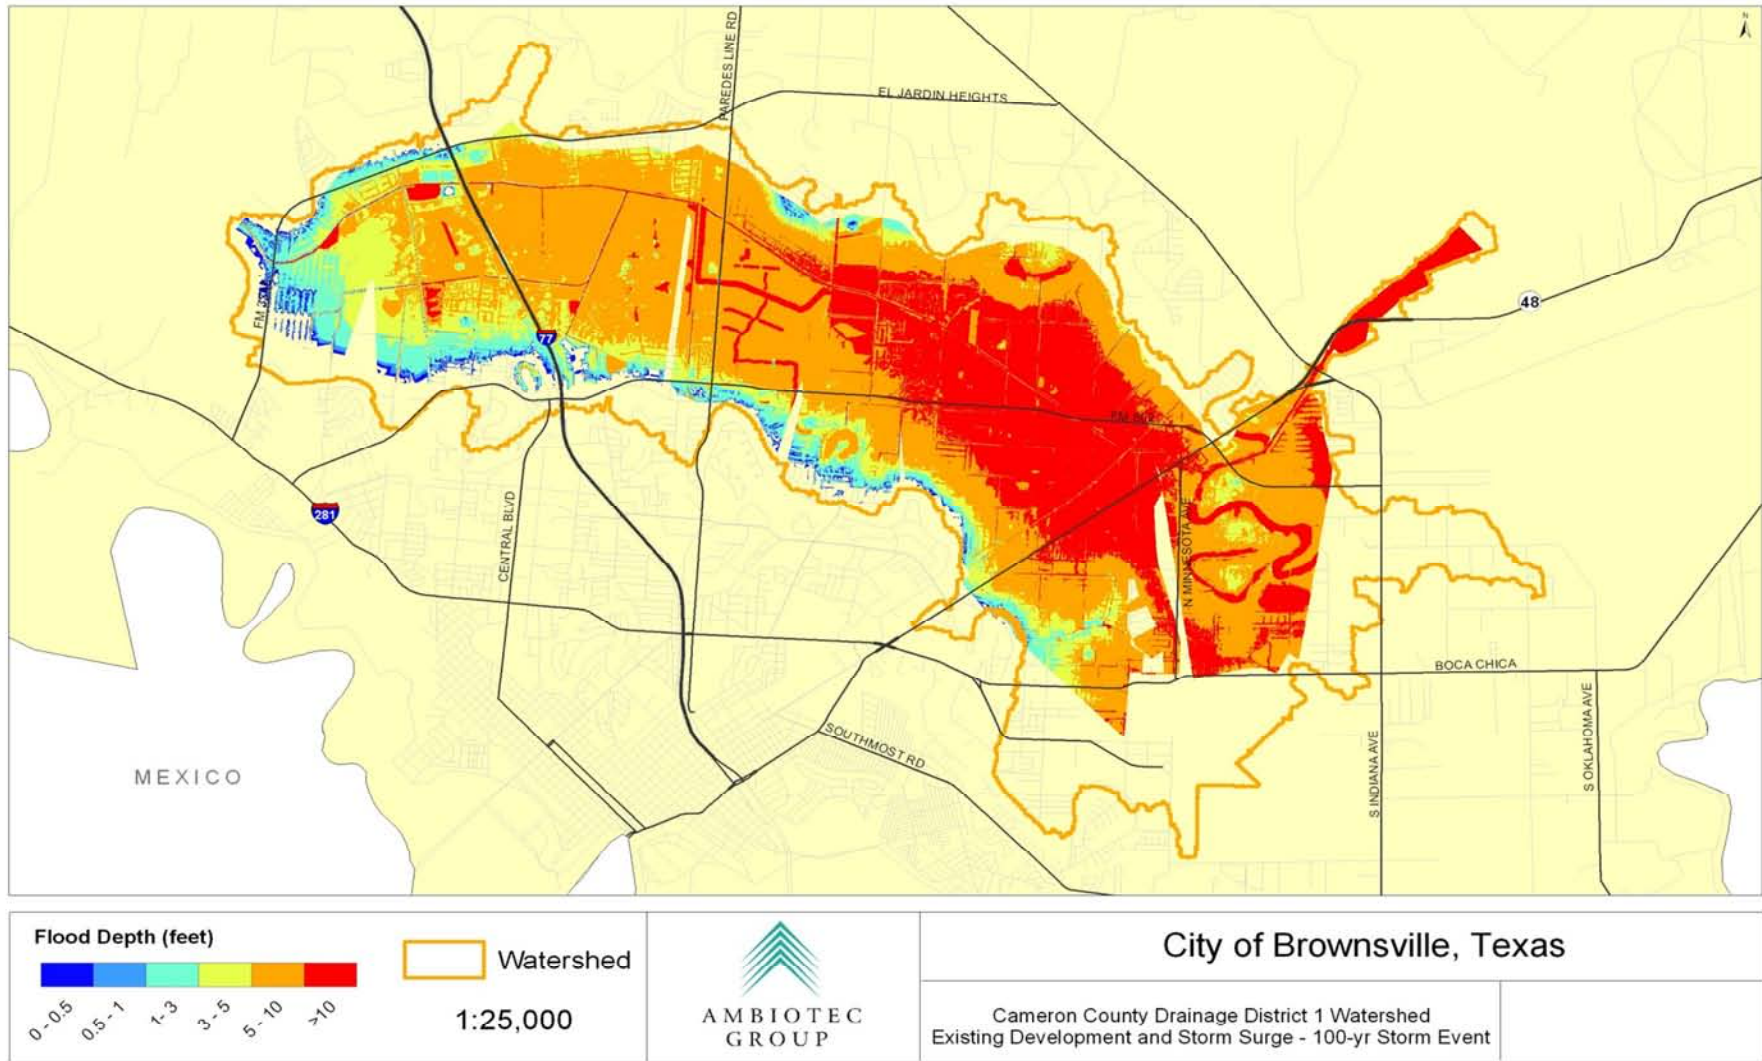 N
PAREDES LINE RD
EL JARDIN HEIGHTS
48
77
281
CENTRAL BLVD
N MINNESOTA AVE
BOCA CHICA
SOUTHMOST RD
S INDIANA AVE
S OKLAHOMA AVE
MEXICO
Flood Depth (feet)
0 - 0.5
0.5 - 1
1- 3
3 - 5
5 - 10
>10
Watershed
1:25,000
AMBIOTEC
GROUP
City of Brownsville, Texas
Cameron County Drainage District 1 Watershed
Existing Development and Storm Surge - 100-yr Storm Event